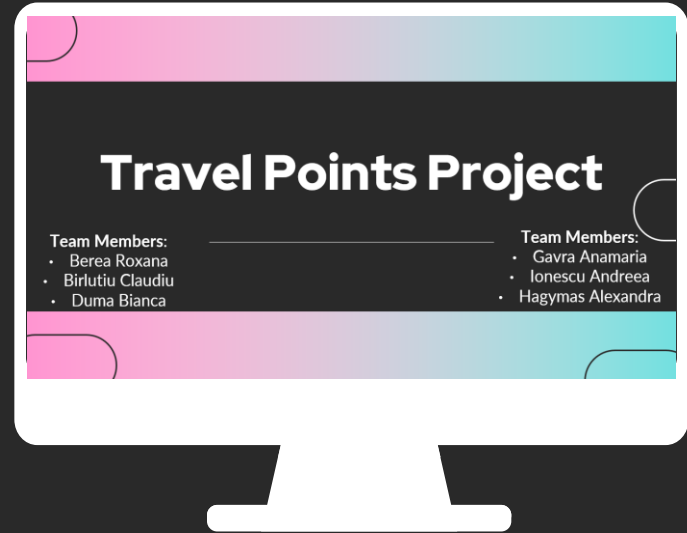 Travel Points Project
Team Members:
• Berea Roxana
• Birlutiu Claudiu
• Duma Bianca
Team Members:
• Gavra Anamaria
• Ionescu Andreea
• Hagymas Alexandra